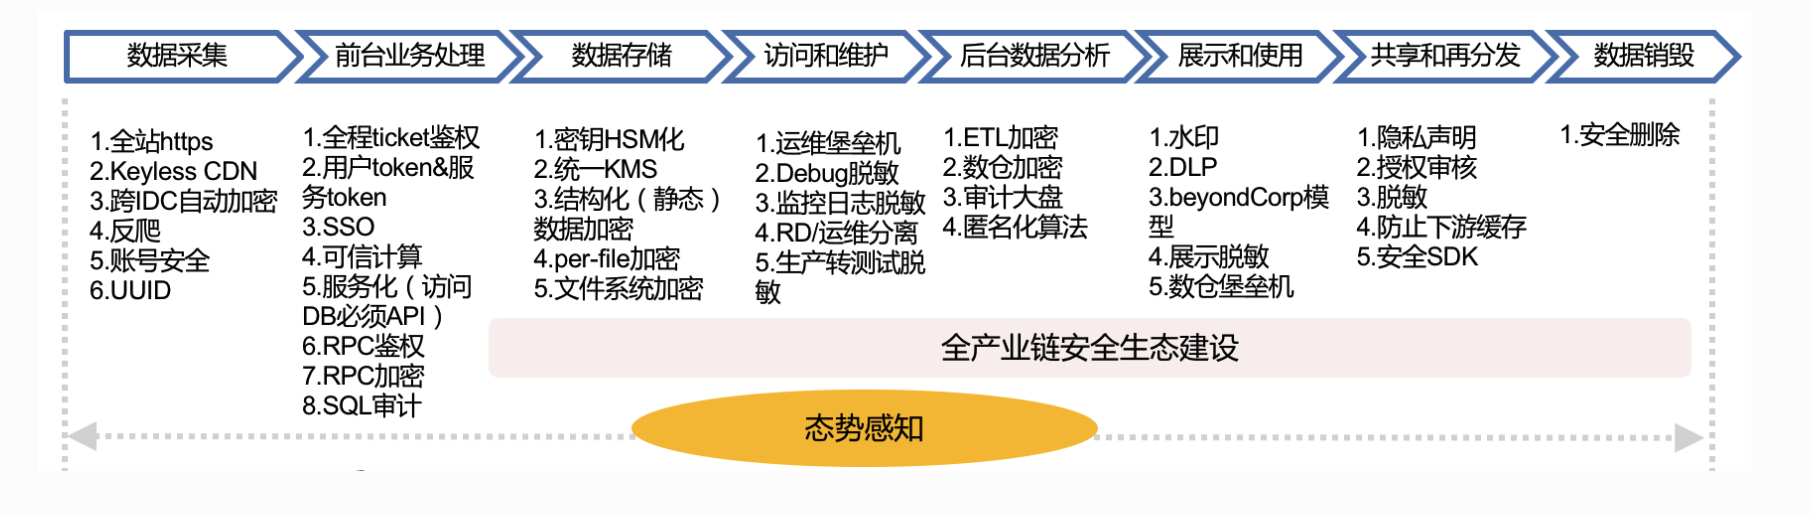 数据采集
前台业务处理
数据存储
访问和维护
后台数据分析
展示和使用
共享和再分发
数据销毁
1.全站https
2.Keyless CDN
3.跨IDC自动加密
4.反爬
5.账号安全
6.UUID
1.全程ticket鉴权
2.用户token&服
务token
3.SSO
4.可信计算
5.服务化（访问
DB必须API）
6.RPC鉴权
7.RPC加密
8.SQL审计
1.密钥HSM化
2.统一KMS
3.结构化（静态）
数据加密
4.per-file加密
5.文件系统加密
1.运维堡垒机
2.Debug脱敏
3.监控日志脱敏
4.RD/运维分离
5.生产转测试脱
敏
1.ETL加密
2.数仓加密
3.审计大盘
4.匿名化算法
1.水印
2.DLP
3.beyondCorp模
型
4.展示脱敏
5.数仓堡垒机
1.隐私声明
2.授权审核
3.脱敏
4.防止下游缓存
5.安全SDK
1.安全删除
全产业链安全生态建设
态势感知